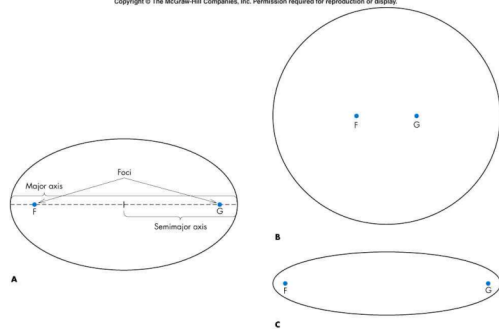 Copyright © The McGraw-Hill Companies, Inc. Permission required for reproduction or display.
Foci
Major axis
F
G
Semimajor axis
A
F
G
B
F
G
C